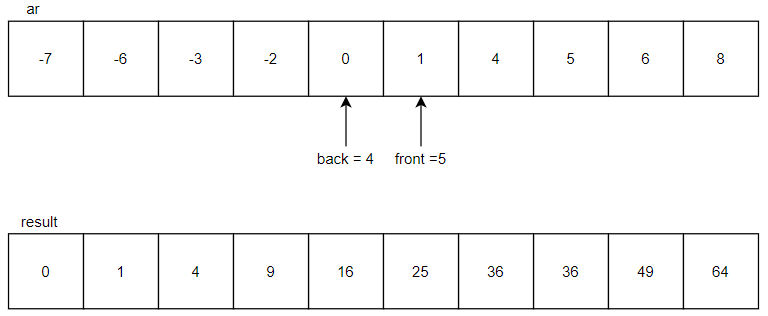 ar
-7 -6 -3 -2 0 1 4 5 6 8
back = 4 front =5
result
0 1 4 9 16 25 36 36 49 64